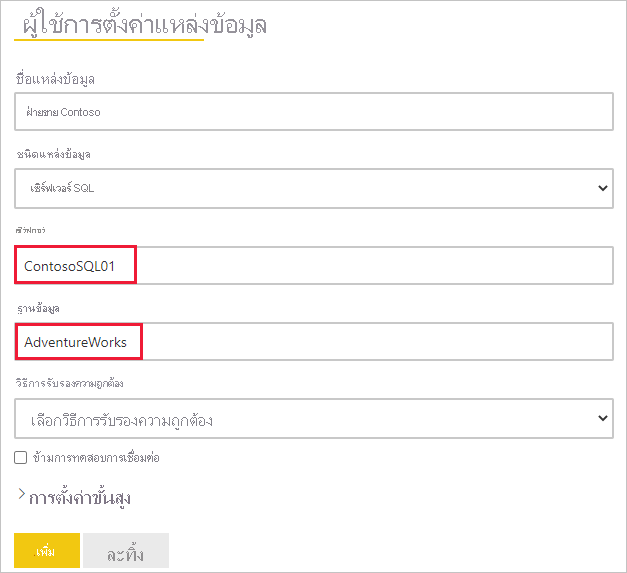 ผู้ใช้การตั้งค่าแหล่งข้อมูล
ชื่อแหล่งข้อมูล
ฝ่ายขาย Contoso
ชนิดแหล่งข้อมูล
เซิร์ฟเวอร์ SQL
เซิร์ฟเวอร์
ContosoSQL01
ฐานข้อมูล
AdventureWorks
วิธีการรับรองความถูกต้อง
เลือกวิธีการรับรองความถูกต้อง
ข้ามการทดสอบการเชื่อมต่อ
การตั้งค่าขั้นสูง
เพิ่ม
ละทิ้ง